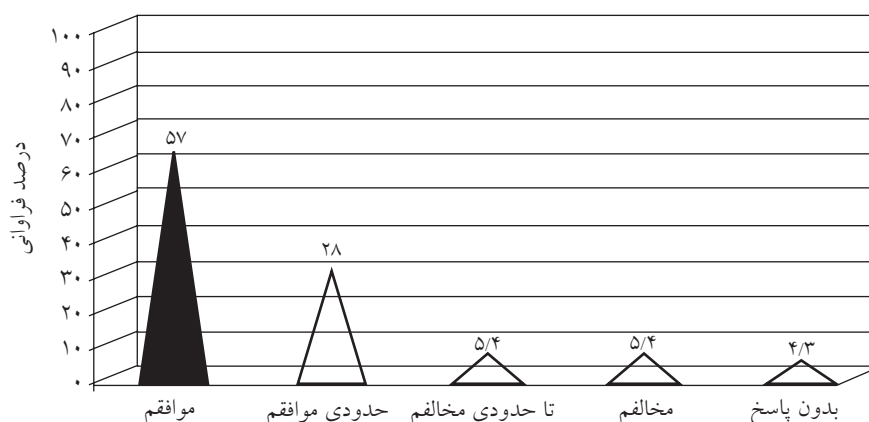 درصد فراوانی
۱۰۰
۹۰
۸۰
۷۰
۶۰
۵۰
۴۰
۳۰
۲۰
۱۰
۰
۵۷
۲۸
۵/۴
۵/۴
۴/۳
موافقم
حدودی موافقم
تا حدودی مخالفم
مخالفم
بدون پاسخ